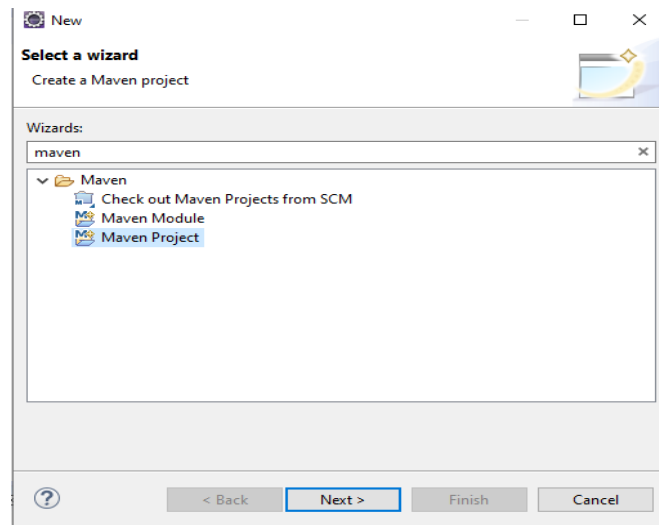 New
Select a wizard
Create a Maven project
Wizards:
maven
Maven
Check out Maven Projects from SCM
Maven Module
Maven Project
? < Back Next > Finish Cancel